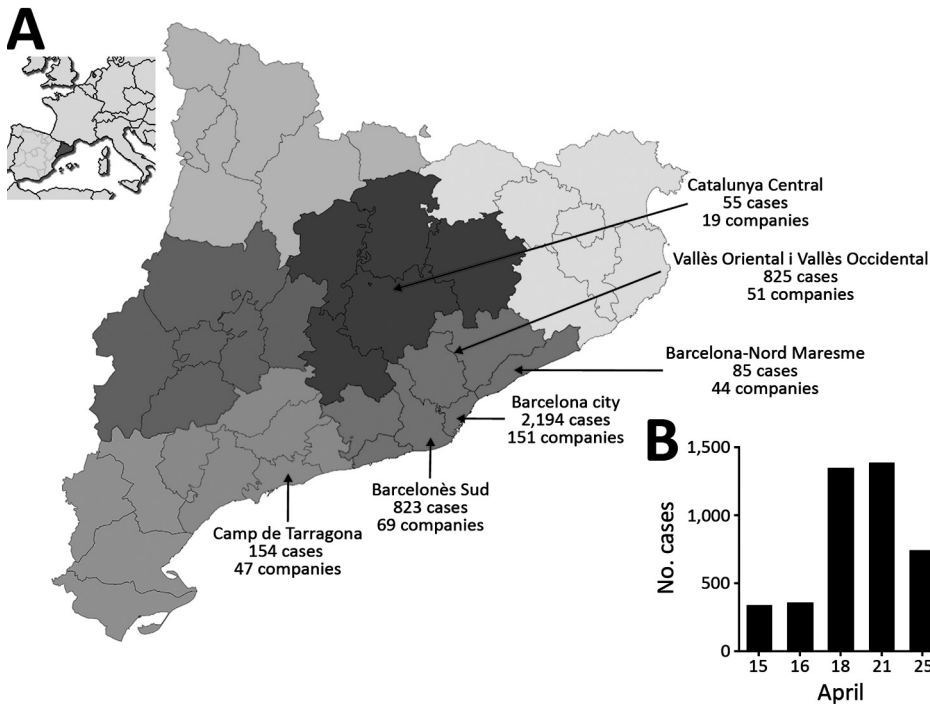 A
Catalunya Central
55 cases
19 companies
Vallès Oriental i Vallès Occidental
825 cases
51 companies
Barcelona-Nord Maresme
85 cases
44 companies
Barcelona city
2,194 cases
151 companies
Barcelonès Sud
823 cases
69 companies
Camp de Tarragona
154 cases
47 companies
B
1,500
1,000
500
0
No. cases
15 16 18 21 25
April